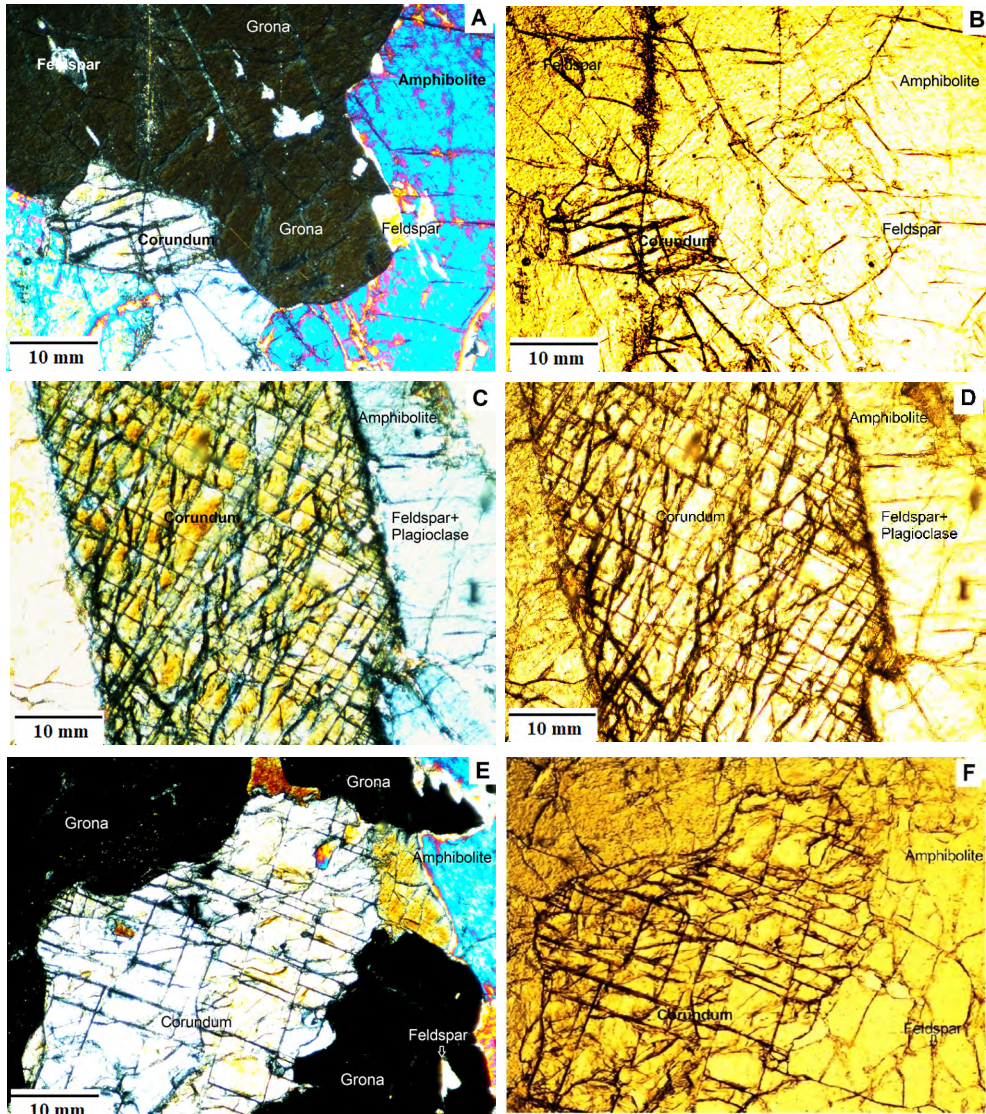 A
Grona
Feldspar
Amphibolite
Grona
Feldspar
Corundum
10 mm
B
Feldspar
Amphibolite
Feldspar
Corundum
10 mm
C
Amphibolite
Corundum
Feldspar+
Plagioclase
10 mm
D
Amphibolite
Corundum
Feldspar+
Plagioclase
10 mm
E
Grona
Grona
Amphibolite
Corundum
Feldspar
Grona
10 mm
F
Amphibolite
Corundum
Feldspar